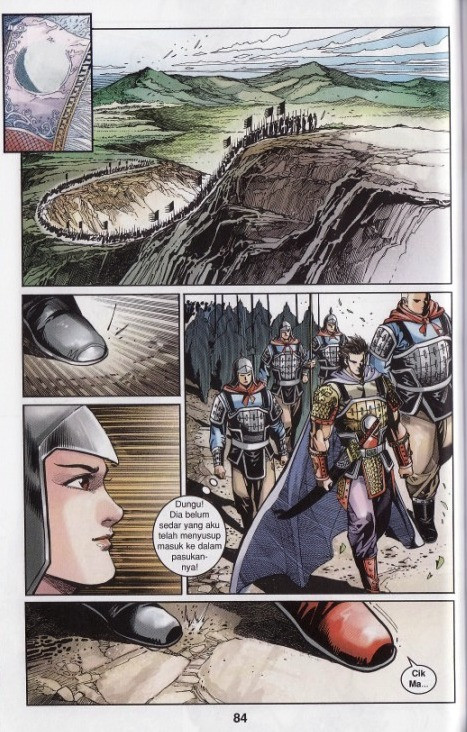 Dungu!
Dia belum
sedar yang aku
telah menyusup
masuk ke dalam
pasukan-
nya!
Cik
Ma...
84